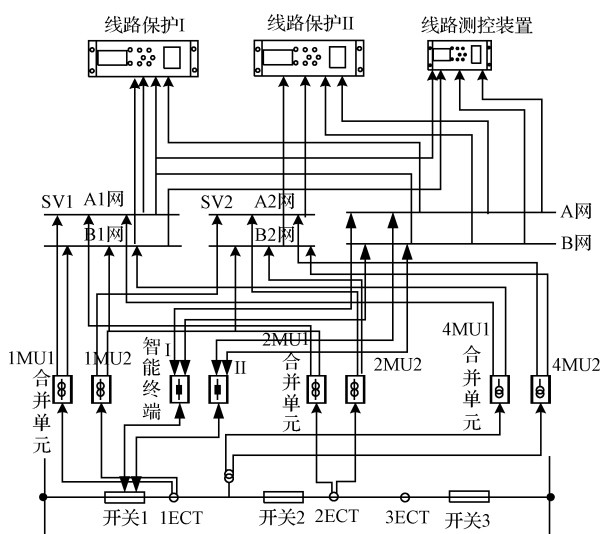 线路保护I
线路保护II
线路测控装置
SV1
A1网
SV2
A2网
A网
B1网
B2网
B网
1MU1
合并单元
1MU2
智能终端
I
II
2MU1
合并单元
2MU2
4MU1
合并单元
4MU2
开关1
1ECT
开关2
2ECT
3ECT
开关3